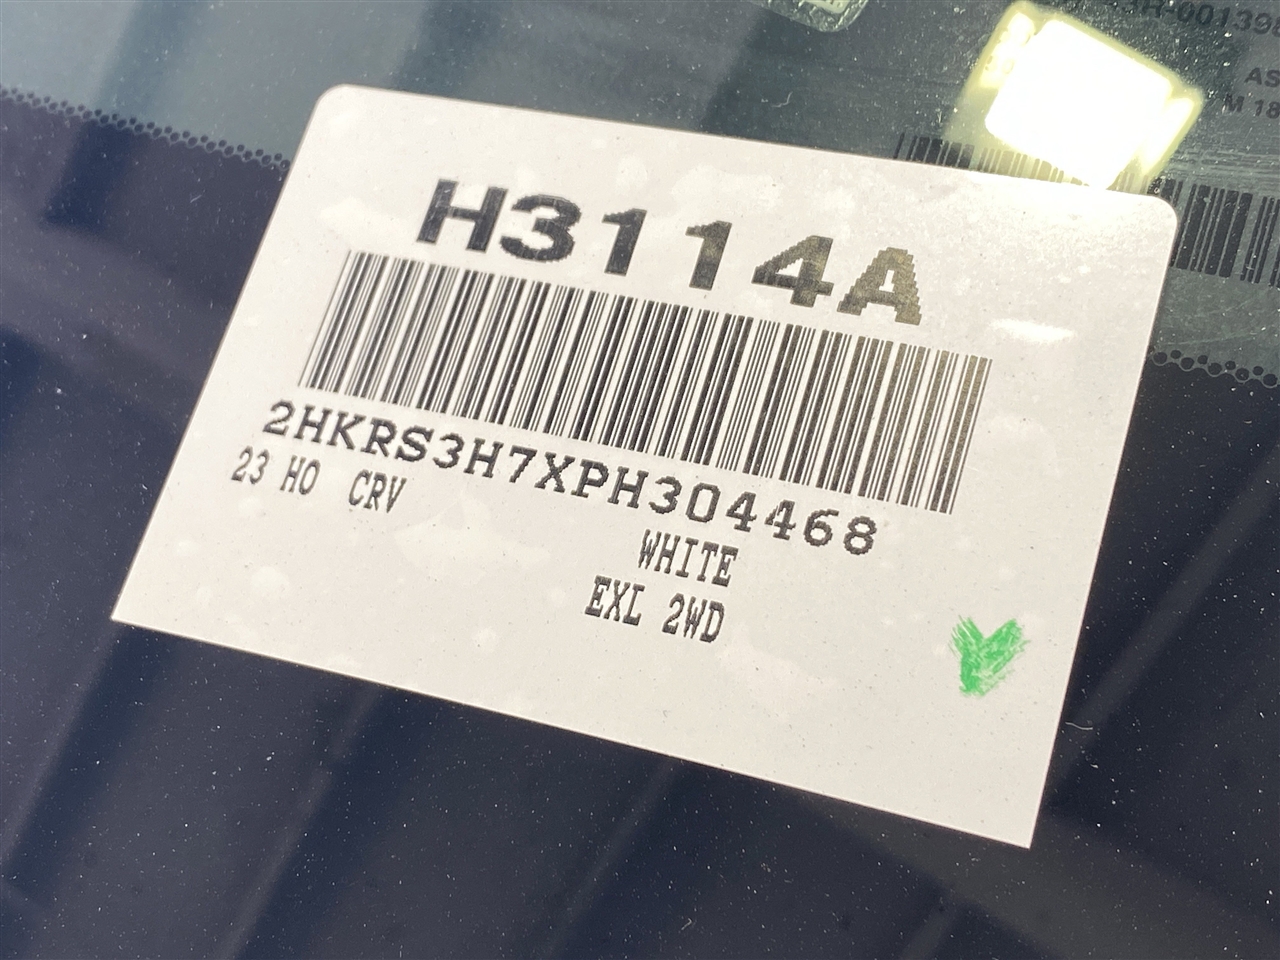 H3114A
2HKRS3H7XPH304468
23 HO CRV
WHITE
EXL 2WD